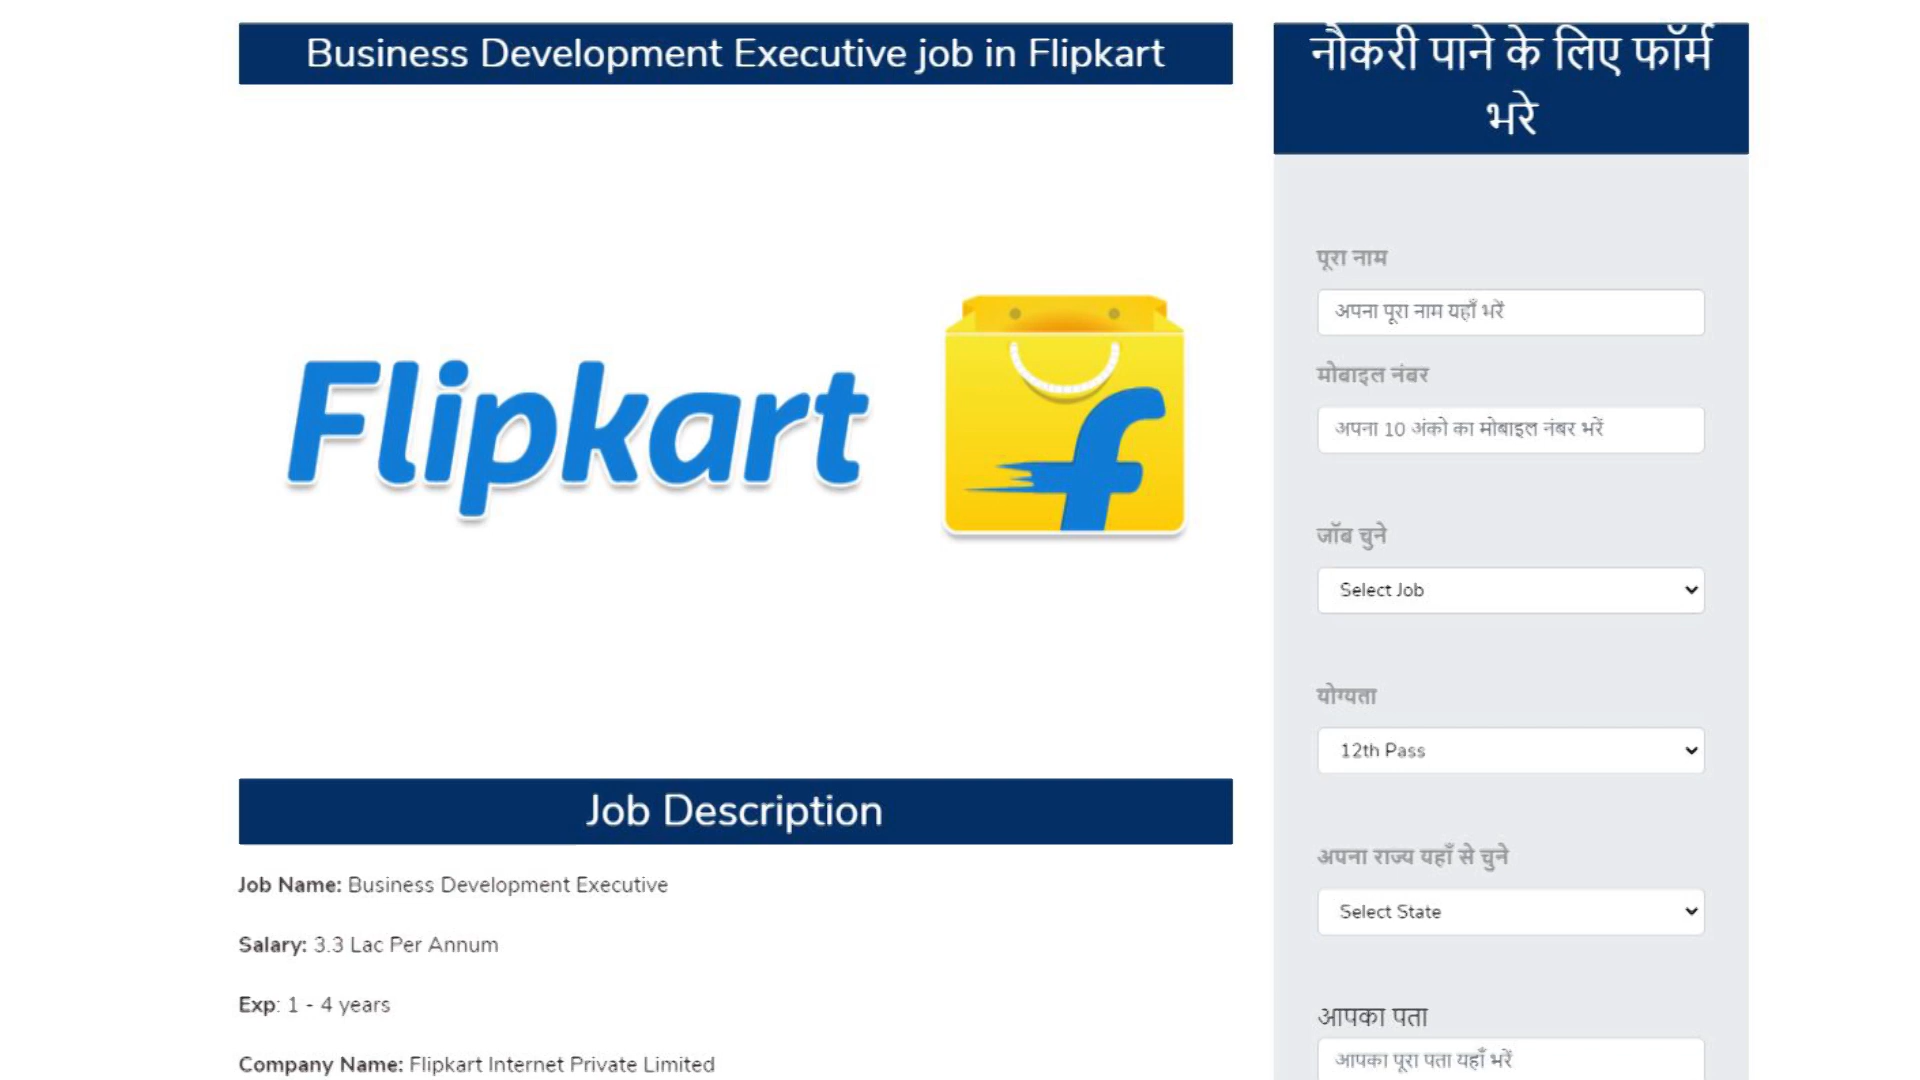 Business Development Executive job in Flipkart
Flipkart
f
Job Description
Job Name: Business Development Executive
Salary: 3.3 Lac Per Annum
Exp: 1 - 4 years
Company Name: Flipkart Internet Private Limited
नौकरी पाने के लिए फॉर्म
भरे
पूरा नाम
अपना पूरा नाम यहाँ भरें
मोबाइल नंबर
अपना 10 अंको का मोबाइल नंबर भरें
जॉब चुने
Select Job
योग्यता
12th Pass
अपना राज्य यहाँ से चुने
Select State
आपका पता
आपका पूरा पता यहाँ भरें